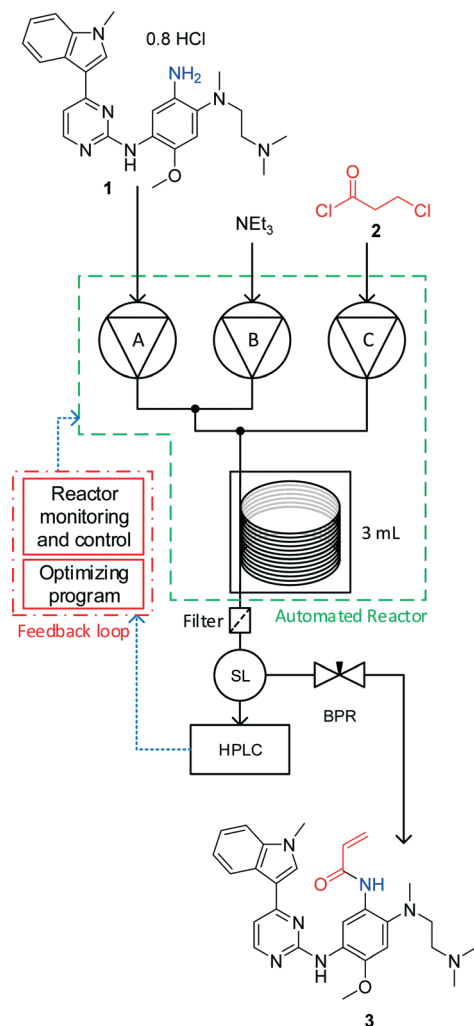 0.8 HCl
N
NH₂
N
N
N
N
N
H
O
1
O
Cl
Cl
2
NEt₃
A
B
C
Reactor
monitoring
and control
Optimizing
program
Feedback loop
3 mL
Automated Reactor
Filter
SL
BPR
HPLC
N
O
NH
N
N
N
N
N
H
O
3